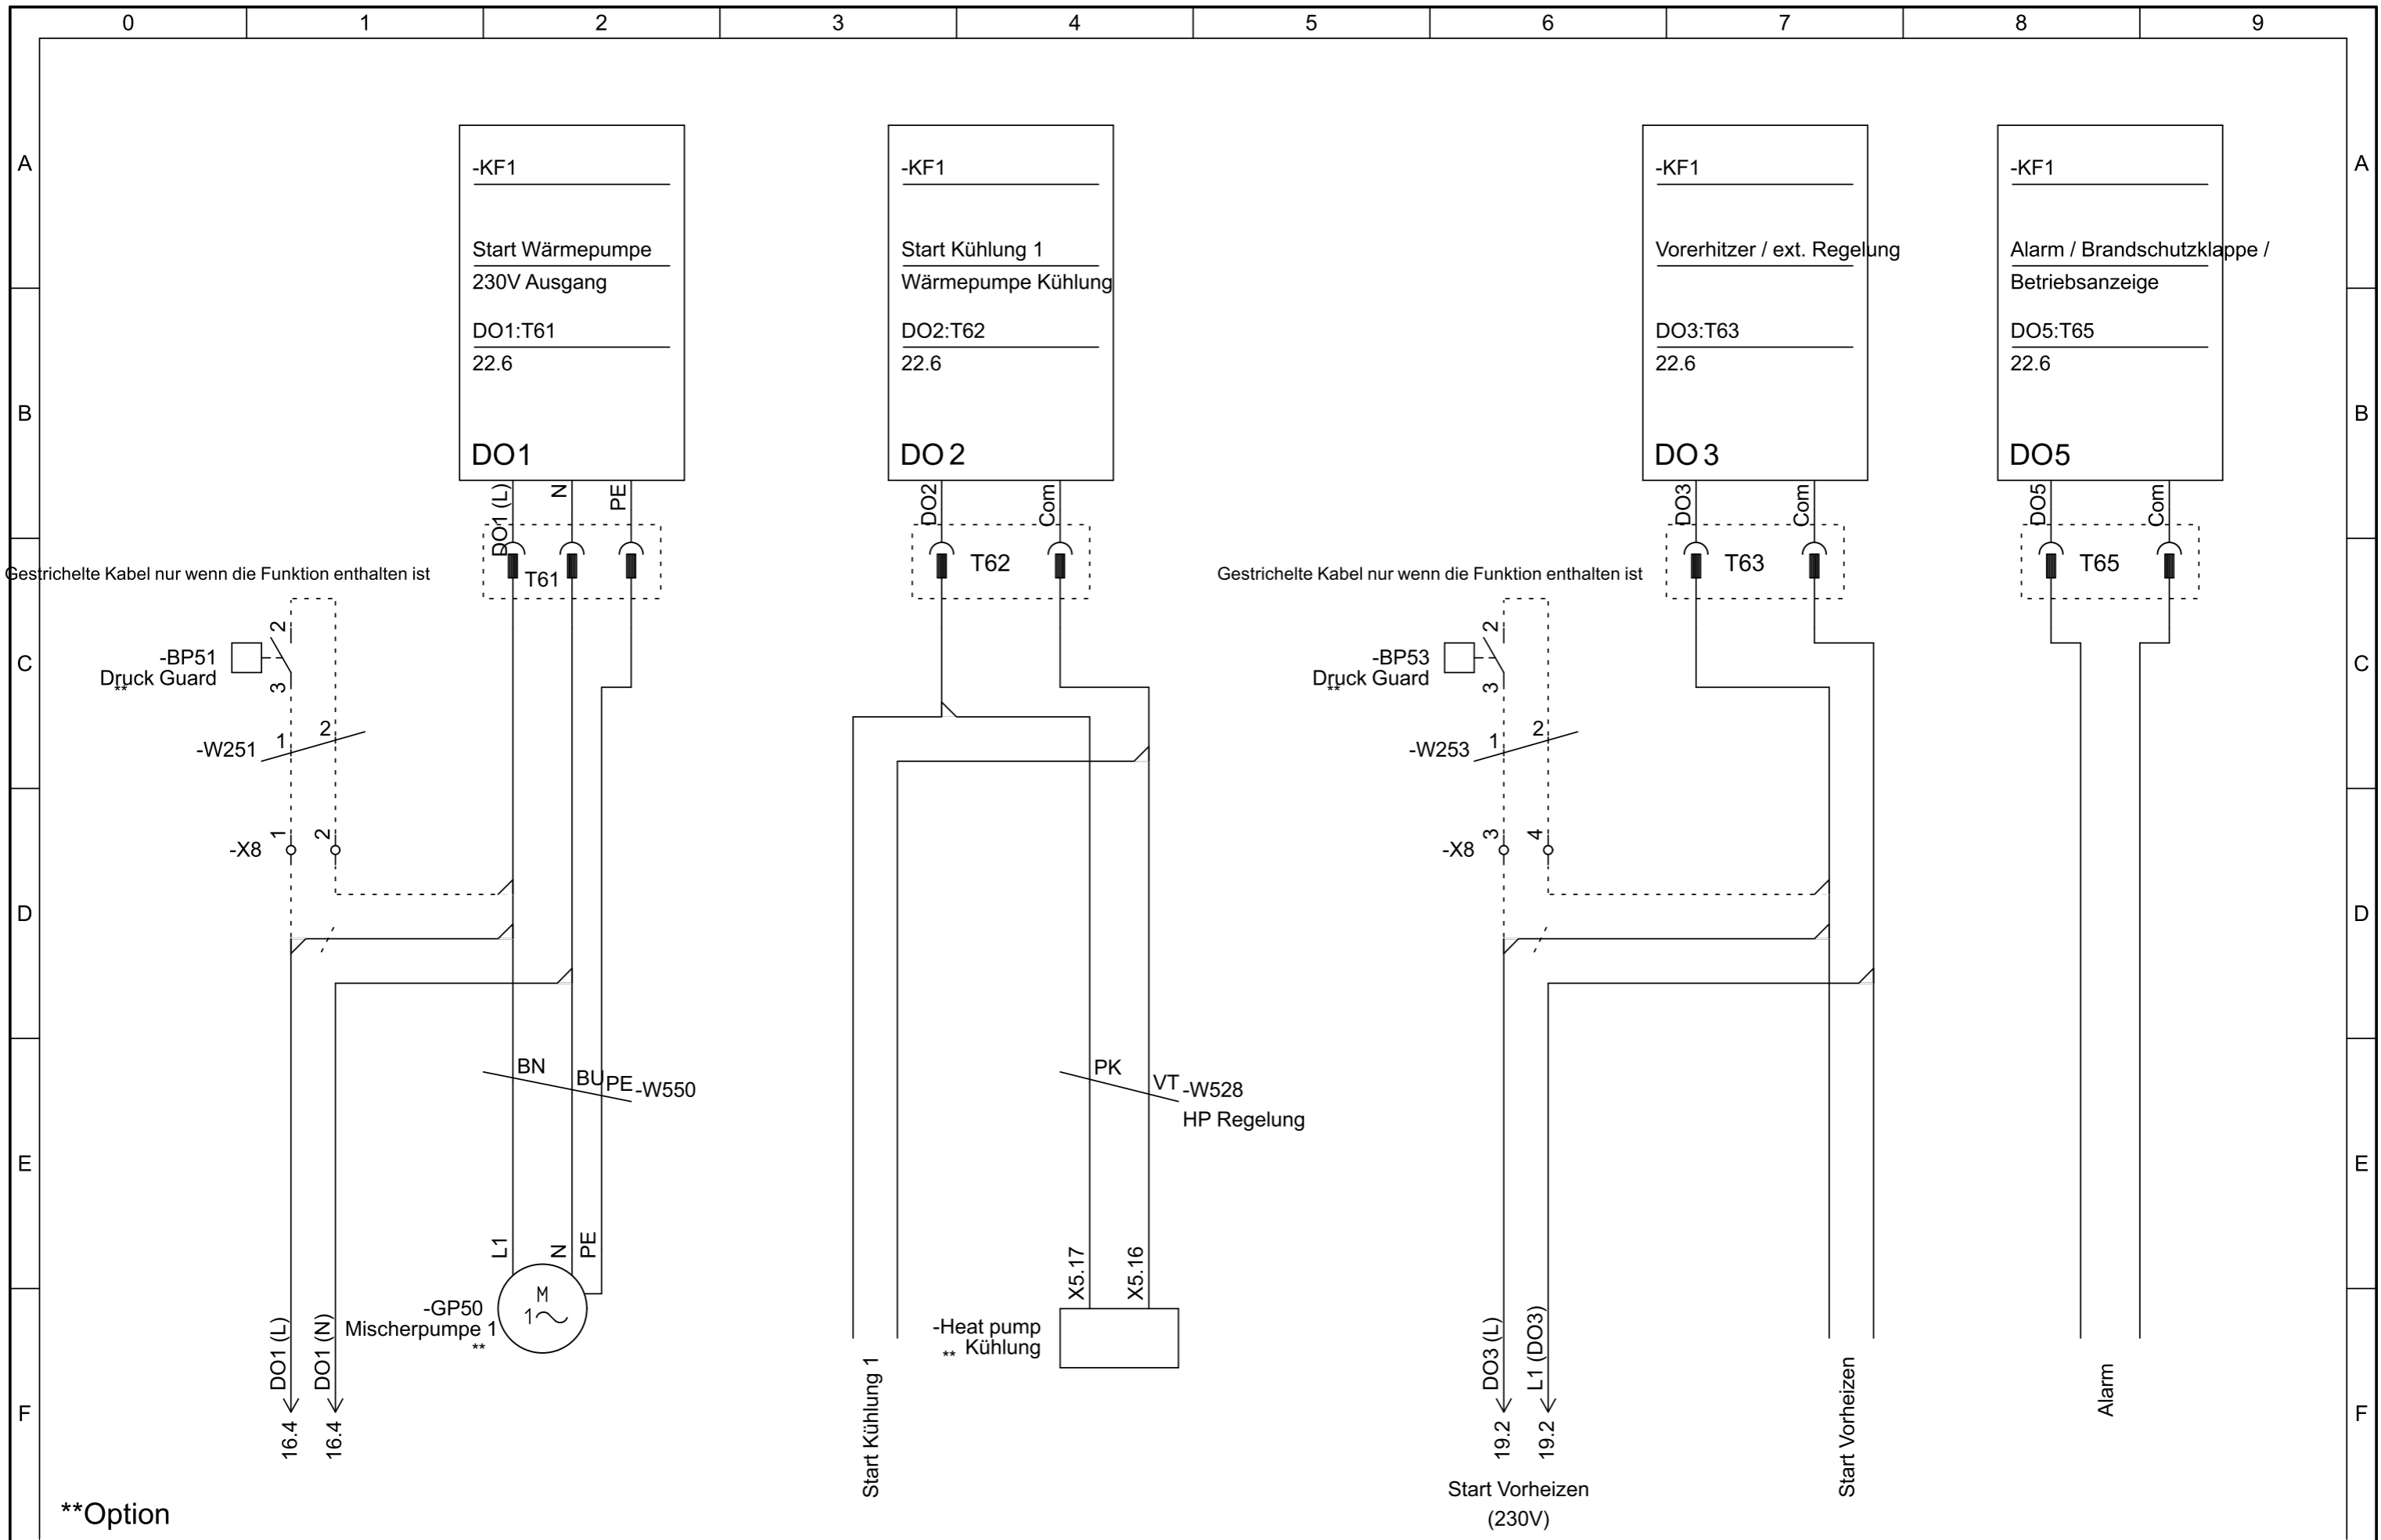 0 1 2 3 4 5 6 7 8 9
A
-KF1
Start Wärmepumpe
230V Ausgang
DO1:T61
22.6
DO1
-KF1
Start Kühlung 1
Wärmepumpe Kühlung
DO2:T62
22.6
DO2
-KF1
Vorerhitzer / ext. Regelung
DO3:T63
22.6
DO3
-KF1
Alarm / Brandschutzklappe /
Betriebsanzeige
DO5:T65
22.6
DO5
A
B
B
DO1 (L)
N
PE
DO2
Com
DO3
Com
DO5
Com
T61
T62
T63
T65
Gestrichelte Kabel nur wenn die Funktion enthalten ist
Gestrichelte Kabel nur wenn die Funktion enthalten ist
C
-BP51
Druck Guard
**
2
3
-BP53
Druck Guard
**
2
3
C
-W251
1
2
-W253
1
2
-X8
1
2
-X8
3
4
D
D
BN
BU
PE
-W550
PK
VT
-W528
HP Regelung
E
E
L1
N
PE
X5.17
X5.16
M
1
-GP50
Mischerpumpe 1
**
-Heat pump
Kühlung
**
F
DO1 (L)
DO1 (N)
16.4
16.4
Start Kühlung 1
DO3 (L)
L1 (DO3)
19.2
19.2
Start Vorheizen
(230V)
Start Vorheizen
Alarm
F
**Option